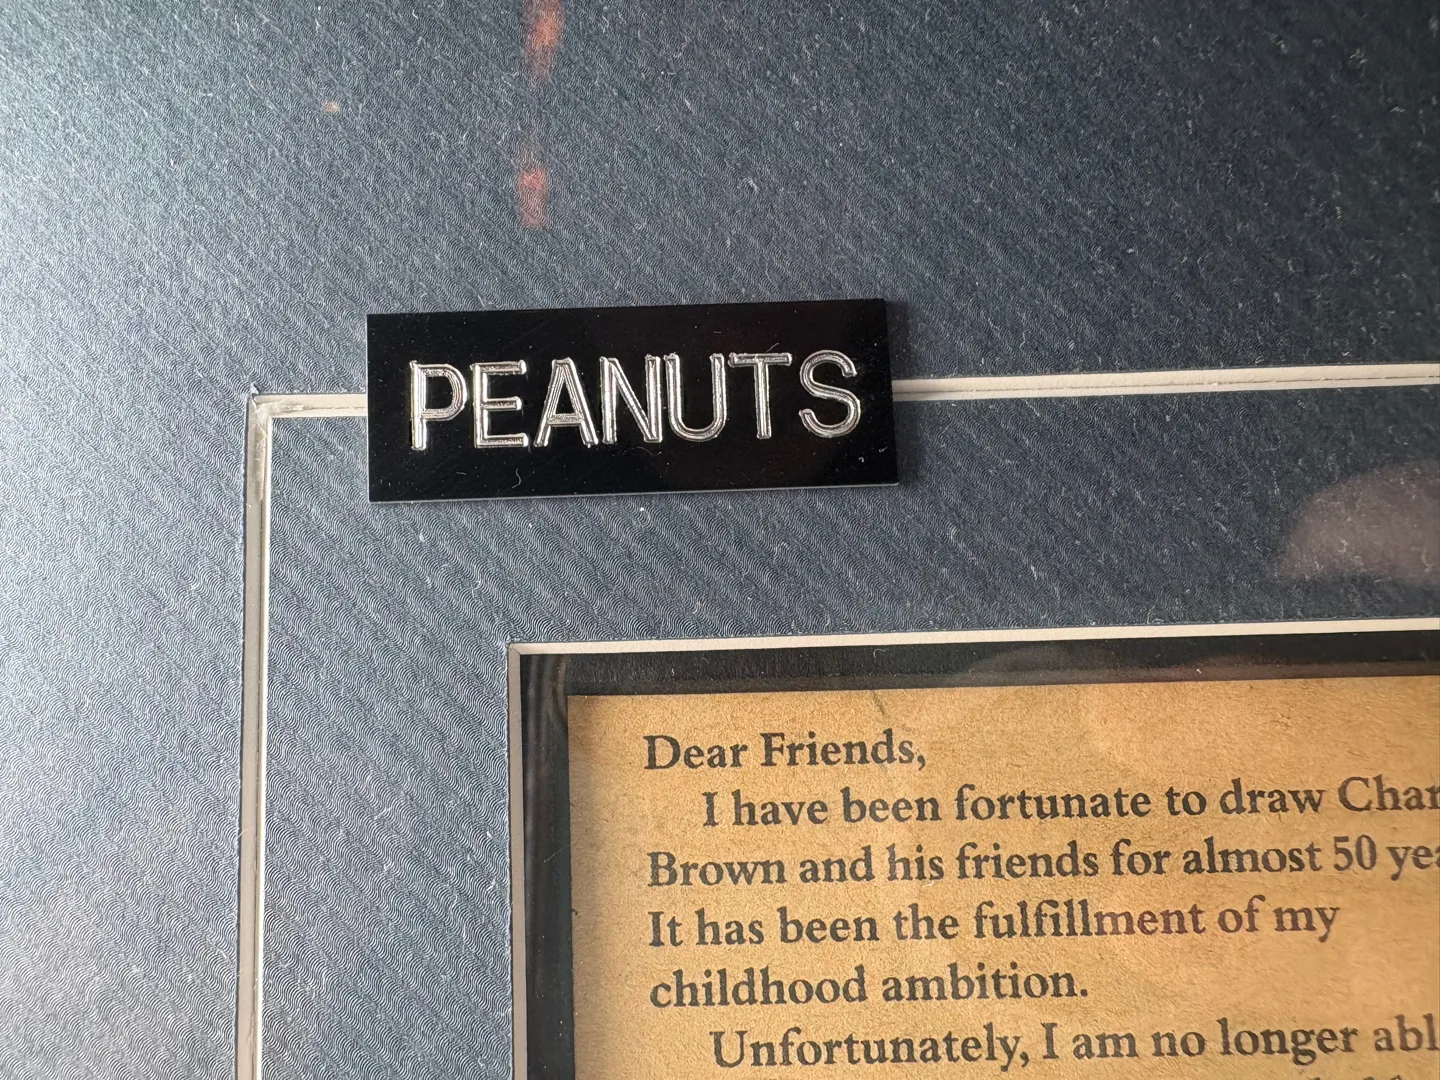 PEANUTS
Dear Friends,
I have been fortunate to draw
Brown and his friends for almost 50
It has been the fulfillment of my
childhood ambition.
Unfortunately, I am no longer